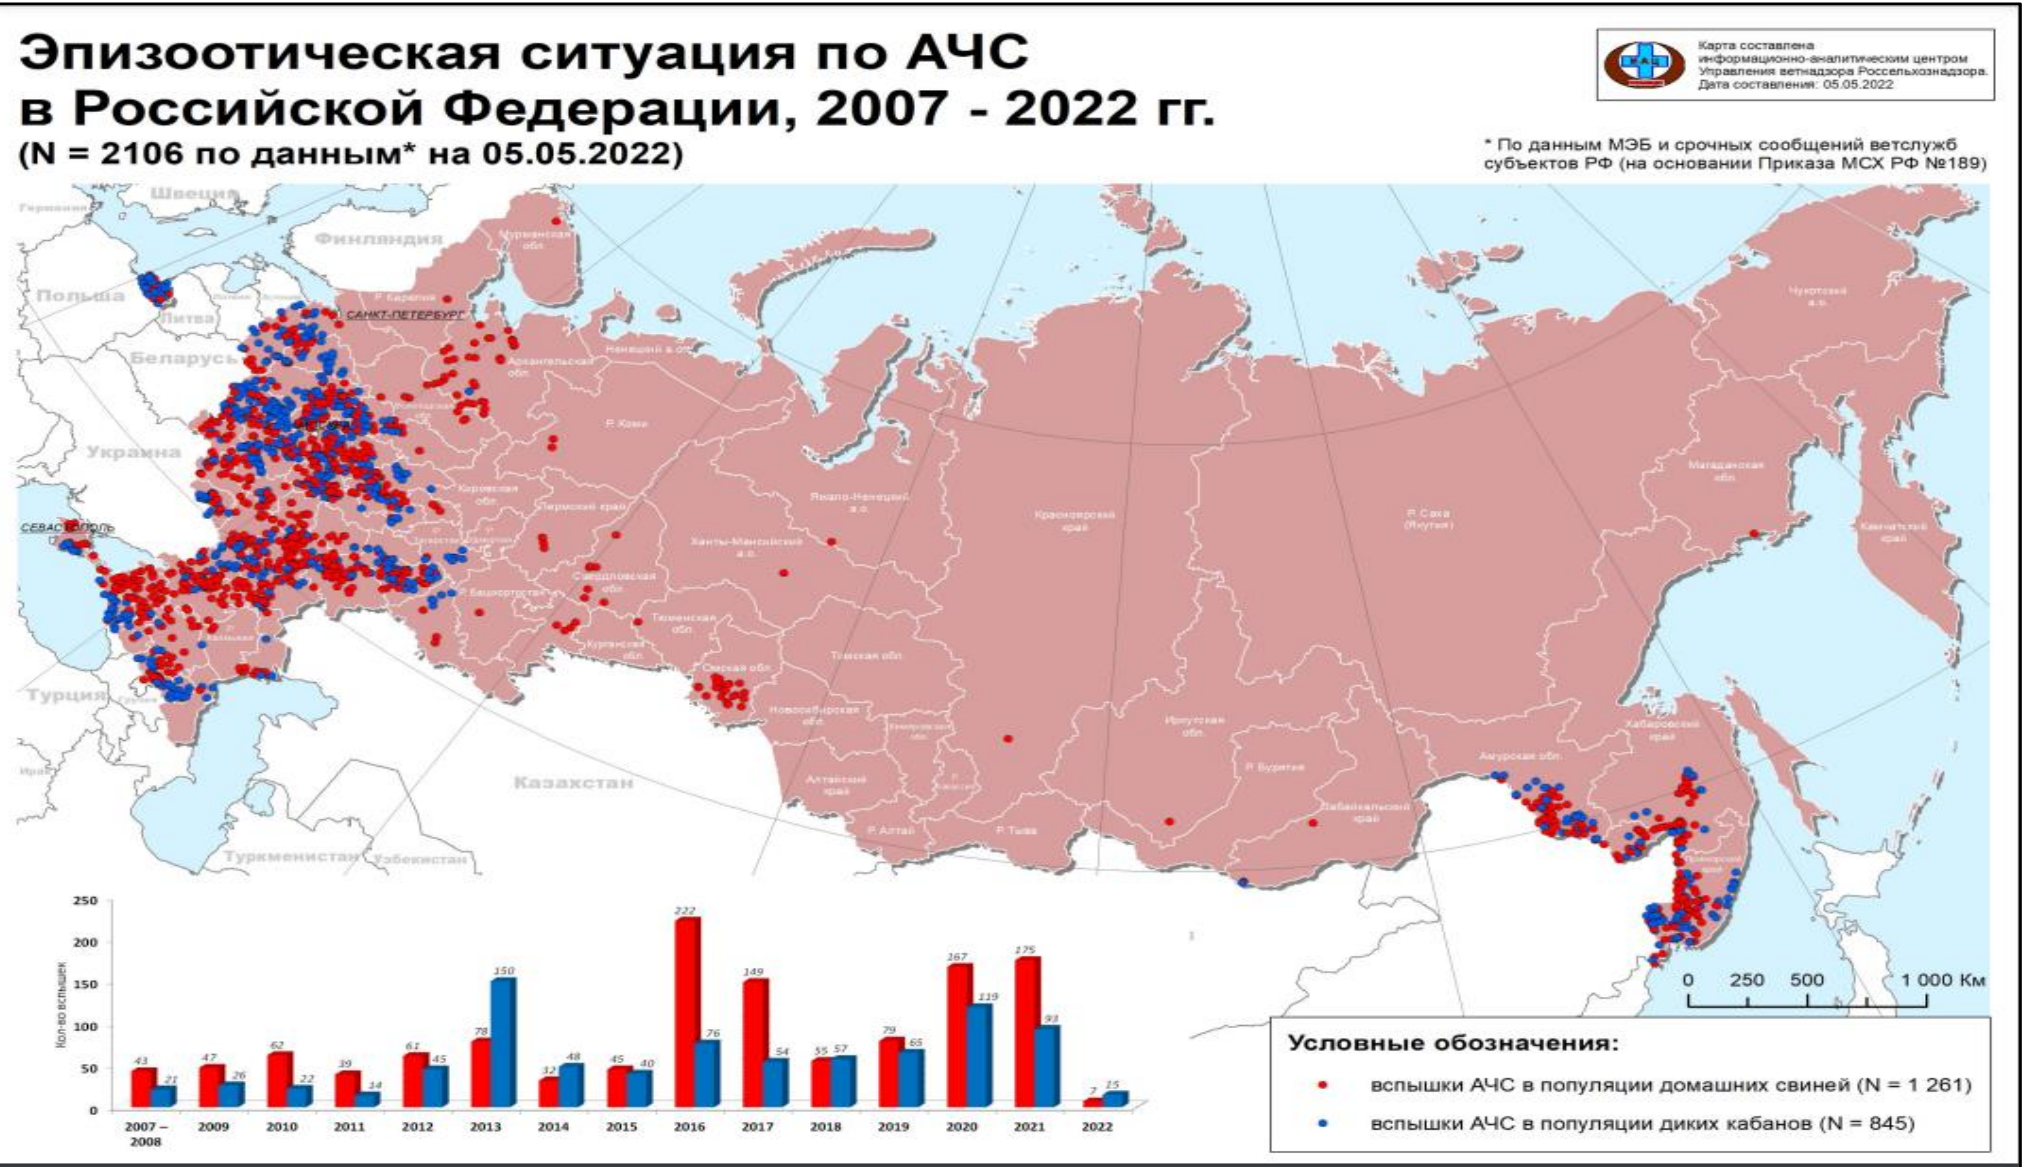 Эпизоотическая ситуация по АЧС
в Российской Федерации, 2007 - 2022 гг.
(N = 2106 по данным* на 05.05.2022)
Карта составлена
информационно-аналитическим центром
Управления ветнадзора Россельхознадзора.
Дата составления: 05.05.2022
* По данным МЭБ и срочных сообщений ветслужб
субъектов РФ (на основании Приказа МСХ РФ №189)
Швеция
Германия
Финляндия
Мурманская
обл.
Польша
Р. Карелия
Литва
САНКТ-ПЕТЕРБУРГ
Беларусь
Ненецкий а.о.
Архангельская
обл.
Чукотский
а.о.
Р. Коми
Украина
Кировская
обл.
Пермский край
Ямало-Ненецкий
а.о.
Красноярский
край
Р. Саха
(Якутия)
Магаданская
обл.
Камчатский
край
СЕВАСТОПОЛЬ
Ханты-Мансийский
а.о.
Свердловская
обл.
Р. Башкортостан
Тюменская
обл.
Курганская
обл.
Омская обл.
Томская обл.
Турция
Новосибирская
обл.
Иркутская
обл.
Хабаровский
край
Амурская обл.
Р. Бурятия
Казахстан
Алтайский
край
Забайкальский
край
Р. Алтай
Р. Тыва
Приморский
край
Ирак
Туркменистан
Узбекистан
0 250 500 1 000 Км
Кол-во вспышек
250
200
150
100
50
0
43 21 47 26 62 22 39 14 61 45 78 150 32 48 45 40 222 76 149 54 55 57 79 65 167 119 175 93 7 15
2007 – 2009 2010 2011 2012 2013 2014 2015 2016 2017 2018 2019 2020 2021 2022
2008
Условные обозначения:
вспышки АЧС в популяции домашних свиней (N = 1 261)
вспышки АЧС в популяции диких кабанов (N = 845)